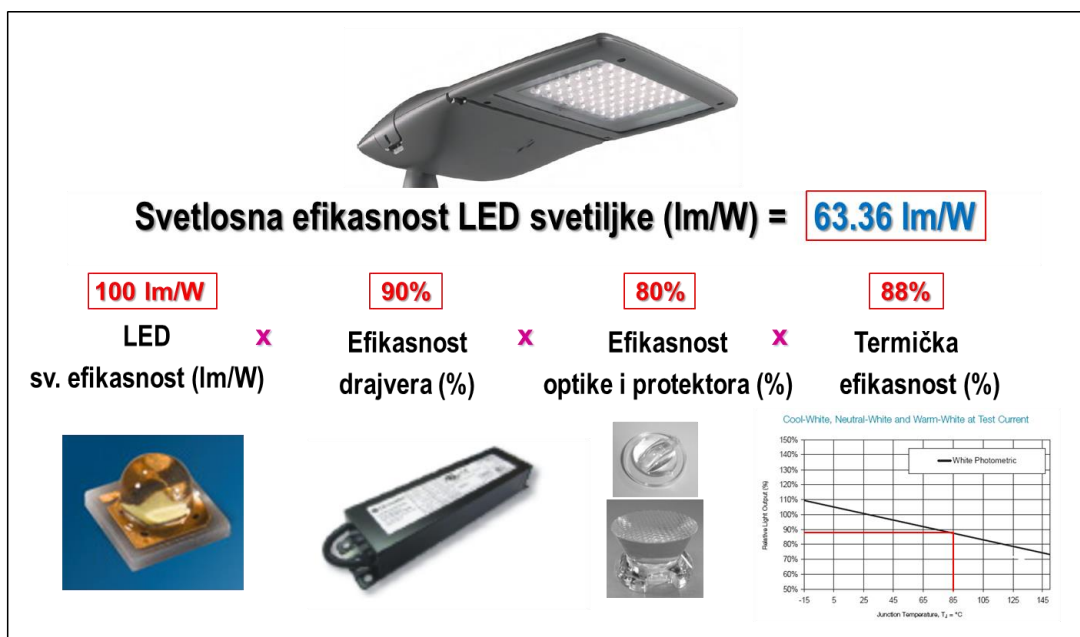 Svetlosna efikasnost LED svetiljke (lm/W) = 63.36 lm/W
100 lm/W
90%
80%
88%
LED
sv. efikasnost (lm/W)
x
Efikasnost
drajvera (%)
x
Efikasnost
optike i protektora (%)
x
Termička
efikasnost (%)
Cool-White, Neutral-White and Warm-White at Test Current
White Photometric
Relative Light Output (%)
150%
140%
130%
120%
110%
100%
90%
80%
70%
60%
50%
-15 5 25 45 65 85 105 125 145
Junction Temperature, TJ = °C